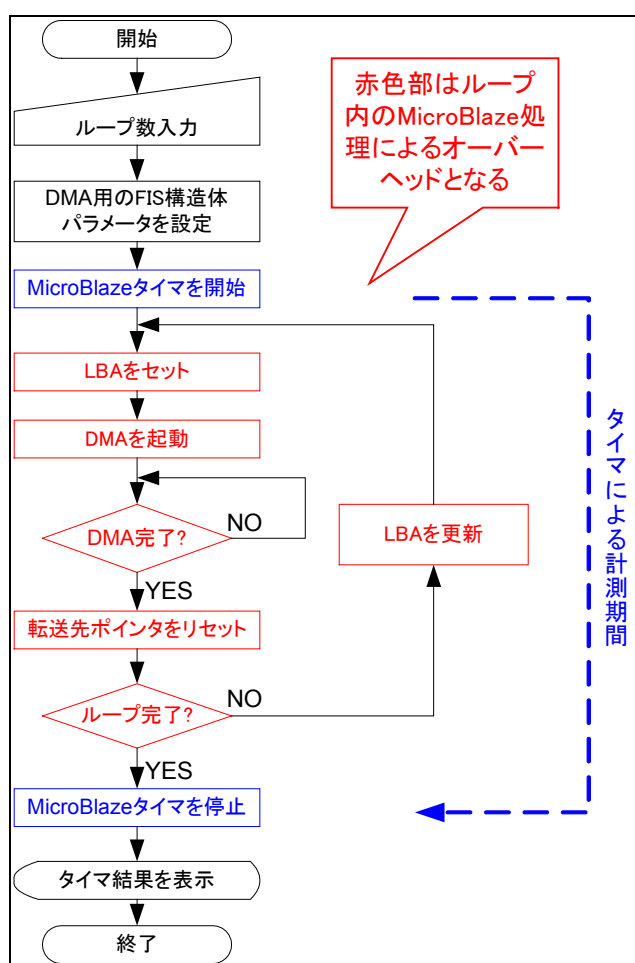 開始
ループ数入力
DMA用のFIS構造体
パラメータを設定
MicroBlazeタイマを開始
LBAをセット
DMAを起動
DMA完了?
NO
YES
転送先ポインタをリセット
ループ完了?
NO
YES
LBAを更新
MicroBlazeタイマを停止
タイマ結果を表示
終了
赤色部はループ
内のMicroBlaze処
理によるオーバー
ヘッドとなる
タイマによる計測期間